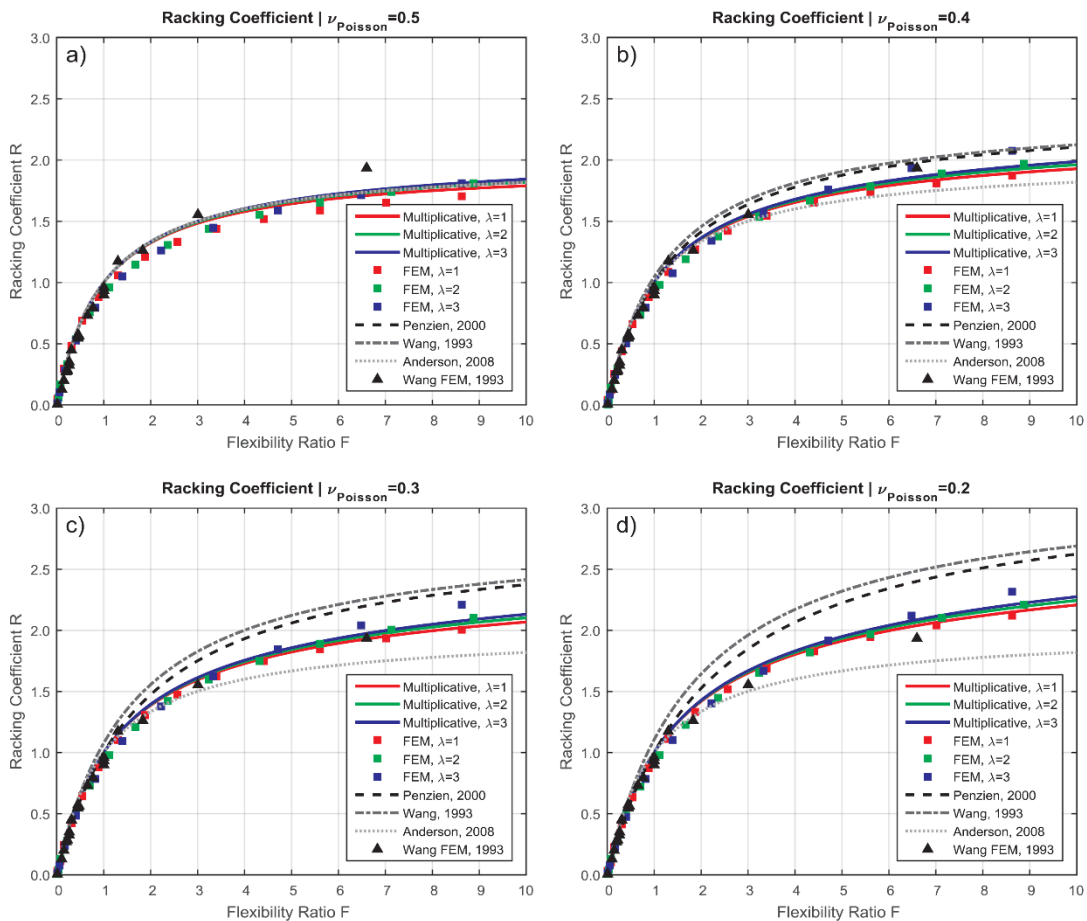 Racking Coefficient | νPoisson=0.5
a)
3.0
2.5
2.0
1.5
1.0
0.5
0.0
Racking Coefficient R
0 1 2 3 4 5 6 7 8 9 10
Flexibility Ratio F
Multiplicative, λ=1
Multiplicative, λ=2
Multiplicative, λ=3
FEM, λ=1
FEM, λ=2
FEM, λ=3
Penzien, 2000
Wang, 1993
Anderson, 2008
Wang FEM, 1993
Racking Coefficient | νPoisson=0.4
b)
3.0
2.5
2.0
1.5
1.0
0.5
0.0
Racking Coefficient R
0 1 2 3 4 5 6 7 8 9 10
Flexibility Ratio F
Multiplicative, λ=1
Multiplicative, λ=2
Multiplicative, λ=3
FEM, λ=1
FEM, λ=2
FEM, λ=3
Penzien, 2000
Wang, 1993
Anderson, 2008
Wang FEM, 1993
Racking Coefficient | νPoisson=0.3
c)
3.0
2.5
2.0
1.5
1.0
0.5
0.0
Racking Coefficient R
0 1 2 3 4 5 6 7 8 9 10
Flexibility Ratio F
Multiplicative, λ=1
Multiplicative, λ=2
Multiplicative, λ=3
FEM, λ=1
FEM, λ=2
FEM, λ=3
Penzien, 2000
Wang, 1993
Anderson, 2008
Wang FEM, 1993
Racking Coefficient | νPoisson=0.2
d)
3.0
2.5
2.0
1.5
1.0
0.5
0.0
Racking Coefficient R
0 1 2 3 4 5 6 7 8 9 10
Flexibility Ratio F
Multiplicative, λ=1
Multiplicative, λ=2
Multiplicative, λ=3
FEM, λ=1
FEM, λ=2
FEM, λ=3
Penzien, 2000
Wang, 1993
Anderson, 2008
Wang FEM, 1993